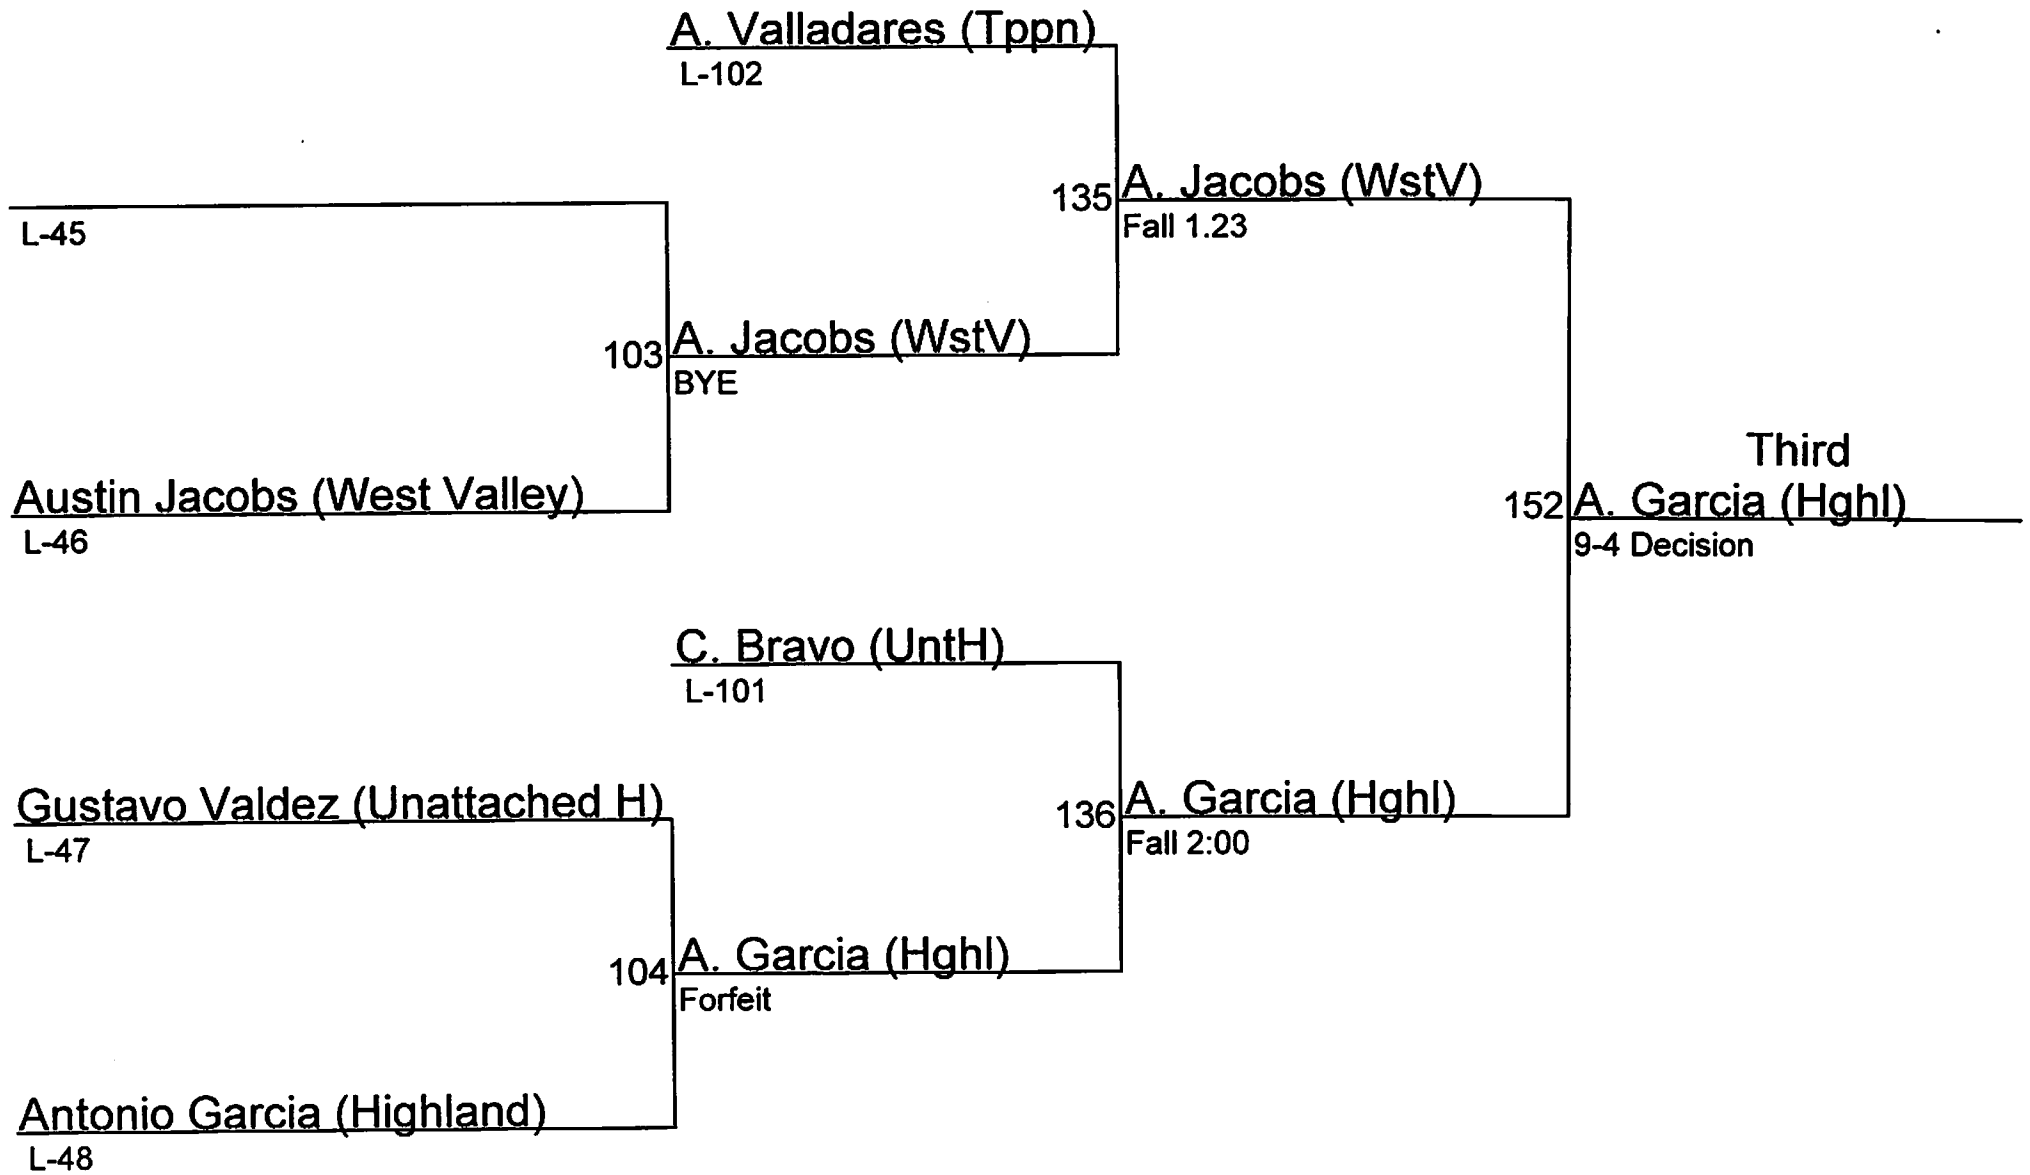 A. Valladares (Tppn)
L-102
135
A. Jacobs (WstV)
Fall 1.23
L-45
103
A. Jacobs (WstV)
BYE
Austin Jacobs (West Valley)
L-46
Third
152
A. Garcia (Hghl)
9-4 Decision
C. Bravo (UntH)
L-101
Gustavo Valdez (Unattached H)
L-47
136
A. Garcia (Hghl)
Fall 2:00
104
A. Garcia (Hghl)
Forfeit
Antonio Garcia (Highland)
L-48